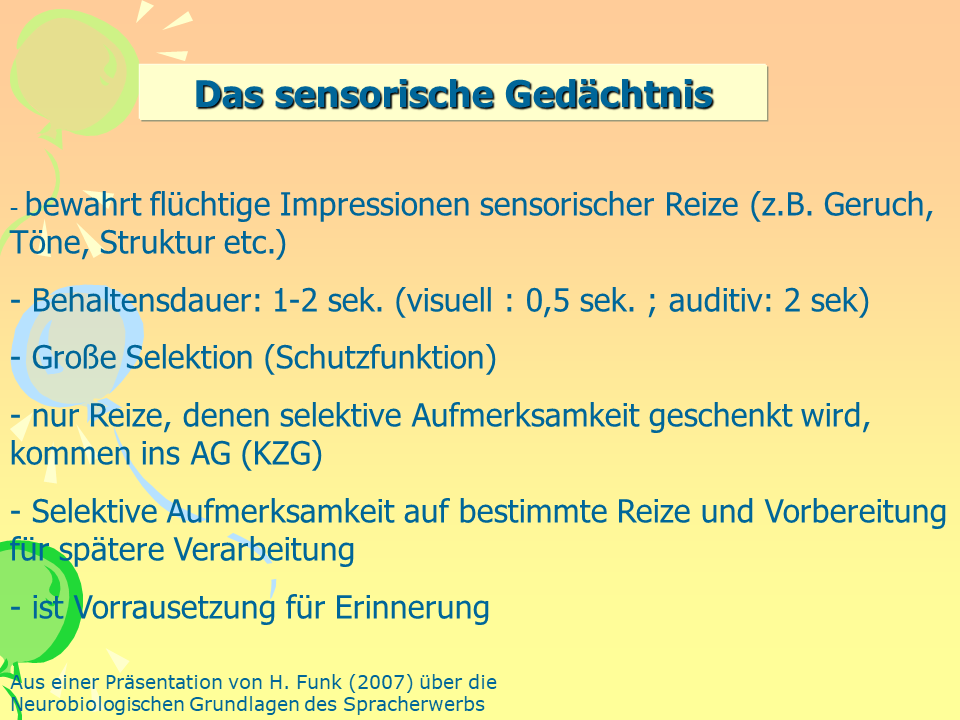 Das sensorische Gedächtnis
- bewahrt flüchtige Impressionen sensorischer Reize (z.B. Geruch,
Töne, Struktur etc.)
- Behaltensdauer: 1-2 sek. (visuell : 0,5 sek. ; auditiv: 2 sek)
- Große Selektion (Schutzfunktion)
- nur Reize, denen selektive Aufmerksamkeit geschenkt wird,
kommen ins AG (KZG)
- Selektive Aufmerksamkeit auf bestimmte Reize und Vorbereitung
für spätere Verarbeitung
- ist Vorrausetzung für Erinnerung
Aus einer Präsentation von H. Funk (2007) über die
Neurobiologischen Grundlagen des Spracherwerbs